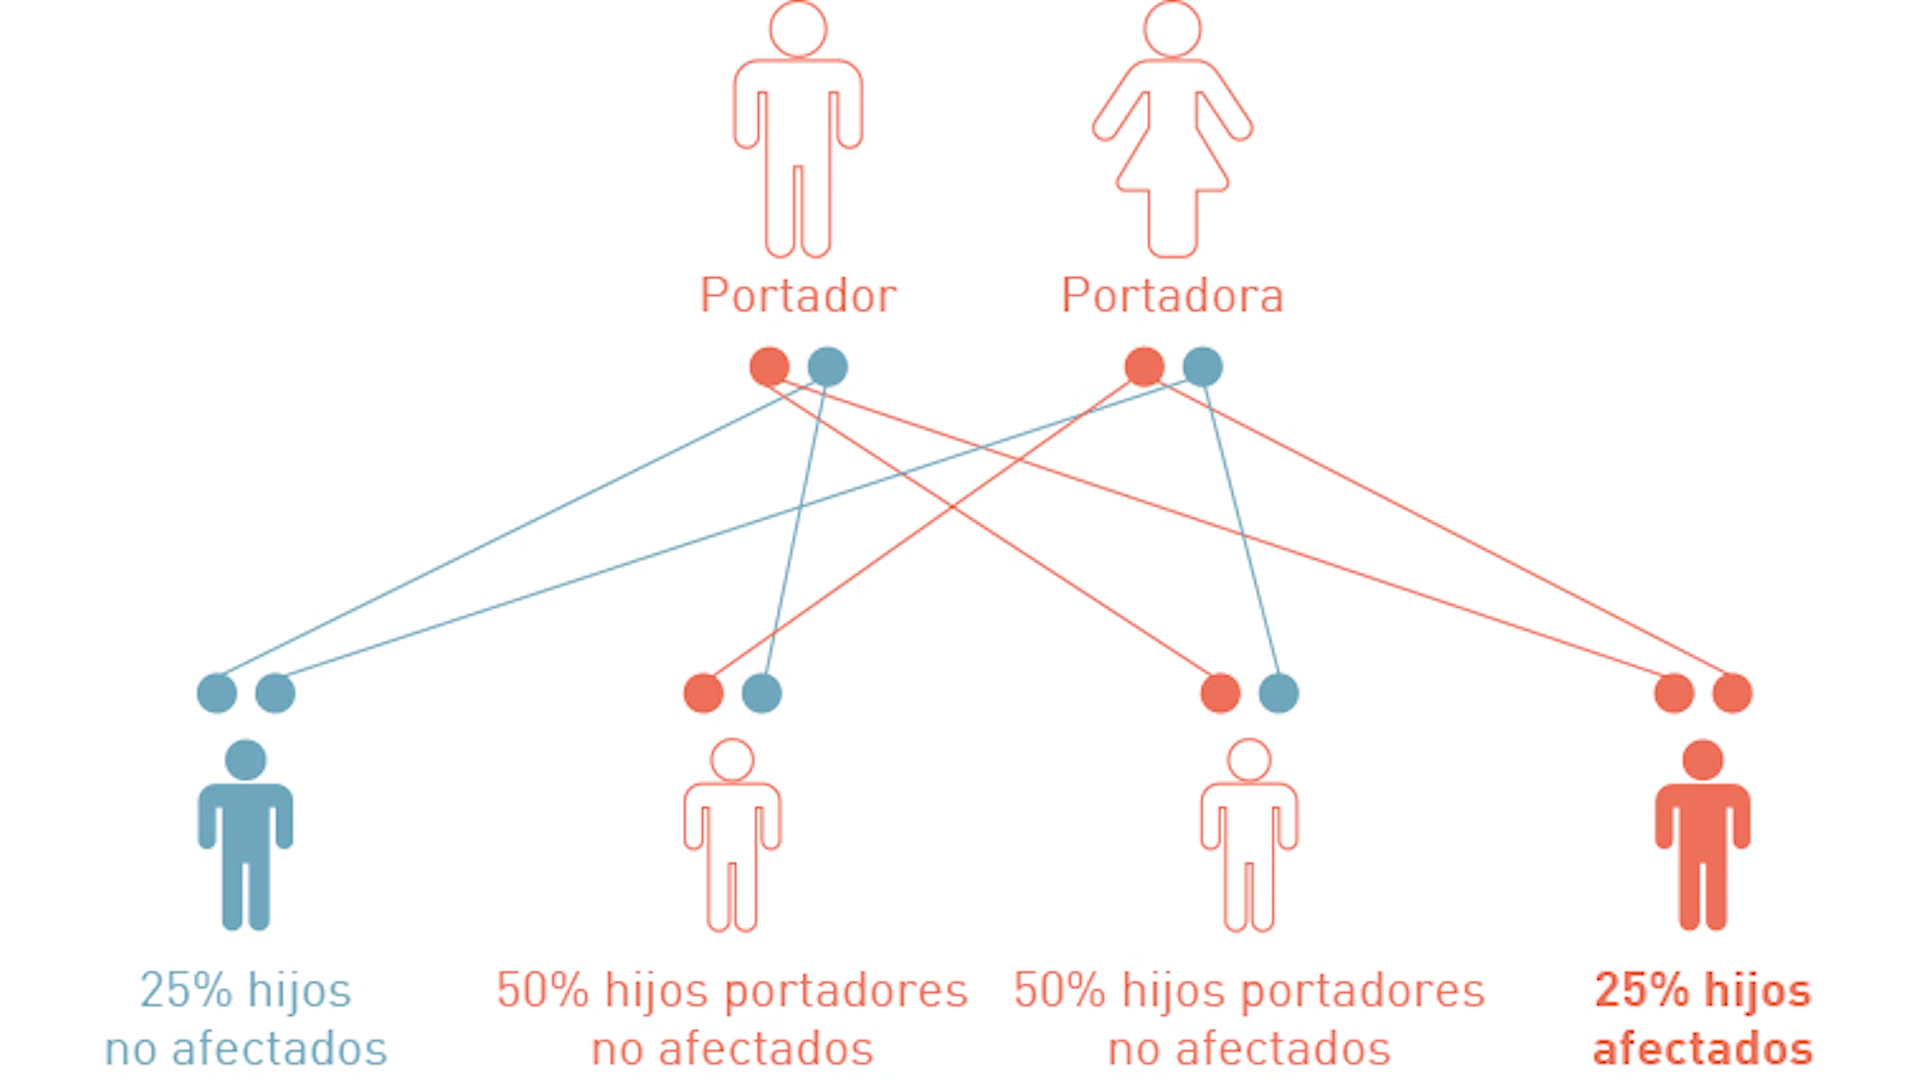 Portador
Portadora
25% hijos
no afectados
50% hijos portadores
no afectados
50% hijos portadores
no afectados
25% hijos
afectados